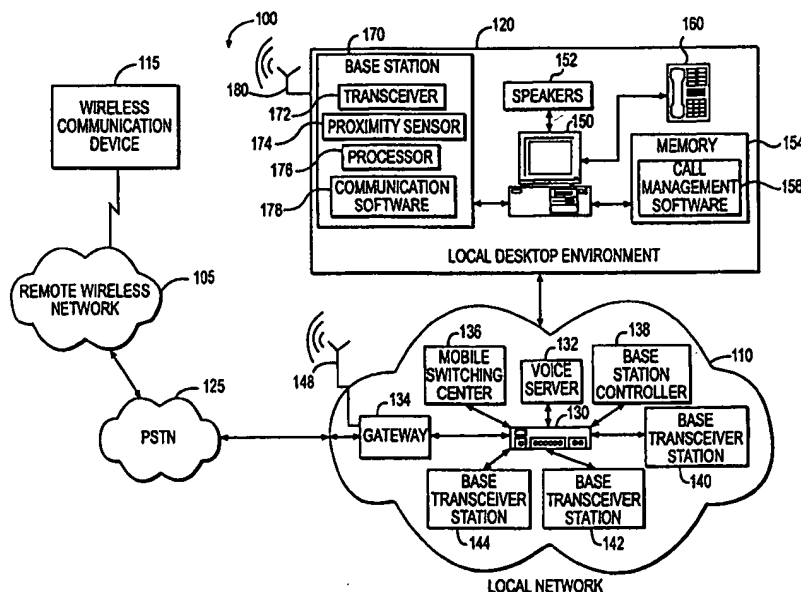 100
115
WIRELESS
COMMUNICATION
DEVICE
REMOTE WIRELESS
NETWORK
105
125
PSTN
120
170
BASE STATION
180
172
TRANSCEIVER
174
PROXIMITY SENSOR
176
PROCESSOR
178
COMMUNICATION
SOFTWARE
152
SPEAKERS
150
160
MEMORY
154
CALL
MANAGEMENT
SOFTWARE
158
LOCAL DESKTOP ENVIRONMENT
148
136
MOBILE
SWITCHING
CENTER
132
VOICE
SERVER
138
BASE
STATION
CONTROLLER
110
134
GATEWAY
130
BASE
TRANSCEIVER
STATION
140
BASE
TRANSCEIVER
STATION
144
BASE
TRANSCEIVER
STATION
142
LOCAL NETWORK